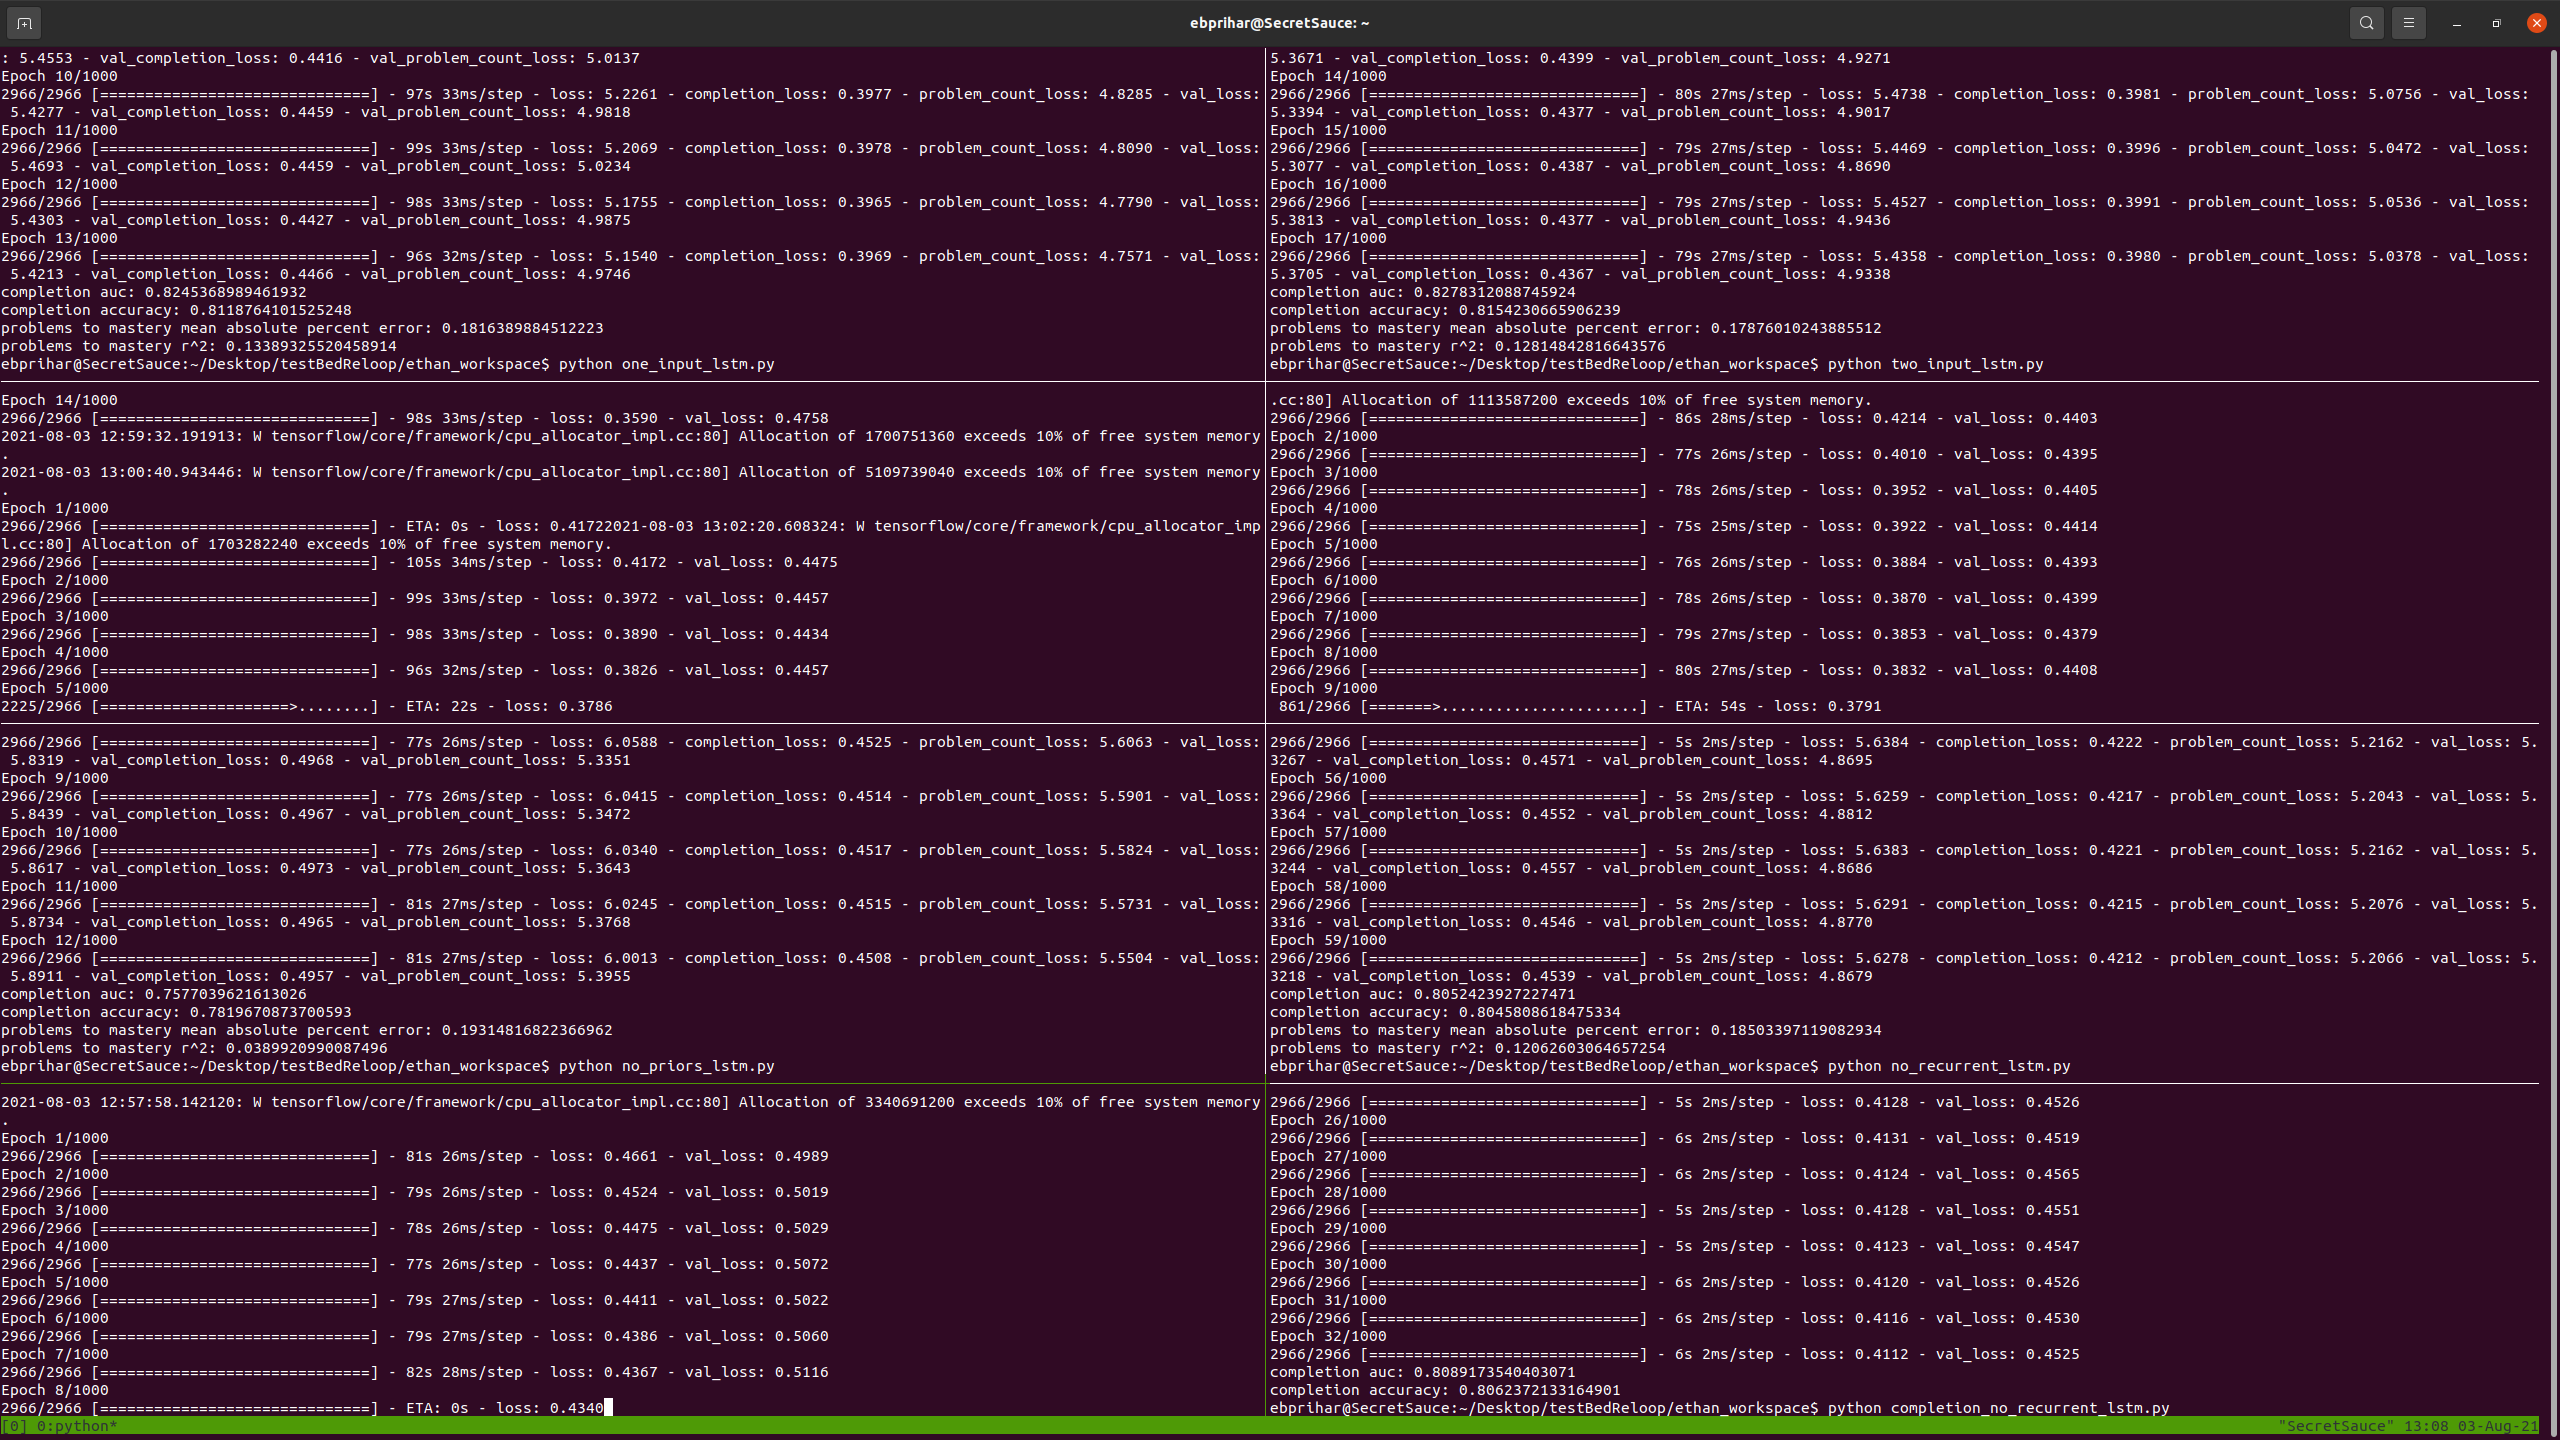 ebprihar@SecretSauce: ~
: 5.4553 - val_completion_loss: 0.4416 - val_problem_count_loss: 5.0137
Epoch 10/1000
2966/2966 [==============================] - 97s 33ms/step - loss: 5.2261 - completion_loss: 0.3977 - problem_count_loss: 4.8285 - val_loss:
5.4277 - val_completion_loss: 0.4459 - val_problem_count_loss: 4.9818
Epoch 11/1000
2966/2966 [==============================] - 99s 33ms/step - loss: 5.2069 - completion_loss: 0.3978 - problem_count_loss: 4.8090 - val_loss:
5.4693 - val_completion_loss: 0.4459 - val_problem_count_loss: 5.0234
Epoch 12/1000
2966/2966 [==============================] - 98s 33ms/step - loss: 5.1755 - completion_loss: 0.3965 - problem_count_loss: 4.7790 - val_loss:
5.4303 - val_completion_loss: 0.4427 - val_problem_count_loss: 4.9875
Epoch 13/1000
2966/2966 [==============================] - 96s 32ms/step - loss: 5.1540 - completion_loss: 0.3969 - problem_count_loss: 4.7571 - val_loss:
5.4213 - val_completion_loss: 0.4466 - val_problem_count_loss: 4.9746
completion auc: 0.8245368989461932
completion accuracy: 0.8118764101525248
problems to mastery mean absolute percent error: 0.1816389884512223
problems to mastery r^2: 0.13389325520458914
ebprihar@SecretSauce:~/Desktop/testBedReloop/ethan_workspace$ python one_input_lstm.py
5.3671 - val_completion_loss: 0.4399 - val_problem_count_loss: 4.9271
Epoch 14/1000
2966/2966 [==============================] - 80s 27ms/step - loss: 5.4738 - completion_loss: 0.3981 - problem_count_loss: 5.0756 - val_loss:
5.3394 - val_completion_loss: 0.4377 - val_problem_count_loss: 4.9017
Epoch 15/1000
2966/2966 [==============================] - 79s 27ms/step - loss: 5.4469 - completion_loss: 0.3996 - problem_count_loss: 5.0472 - val_loss:
5.3077 - val_completion_loss: 0.4387 - val_problem_count_loss: 4.8690
Epoch 16/1000
2966/2966 [==============================] - 79s 27ms/step - loss: 5.4527 - completion_loss: 0.3991 - problem_count_loss: 5.0536 - val_loss:
5.3813 - val_completion_loss: 0.4377 - val_problem_count_loss: 4.9436
Epoch 17/1000
2966/2966 [==============================] - 79s 27ms/step - loss: 5.4358 - completion_loss: 0.3980 - problem_count_loss: 5.0378 - val_loss:
5.3705 - val_completion_loss: 0.4367 - val_problem_count_loss: 4.9338
completion auc: 0.8278312088745924
completion accuracy: 0.8154230665906239
problems to mastery mean absolute percent error: 0.17876010243885512
problems to mastery r^2: 0.12814842816643576
ebprihar@SecretSauce:~/Desktop/testBedReloop/ethan_workspace$ python two_input_lstm.py
Epoch 14/1000
2966/2966 [==============================] - 98s 33ms/step - loss: 0.3590 - val_loss: 0.4758
2021-08-03 12:59:32.191913: W tensorflow/core/framework/cpu_allocator_impl.cc:80] Allocation of 1700751360 exceeds 10% of free system memory
.
2021-08-03 13:00:40.943446: W tensorflow/core/framework/cpu_allocator_impl.cc:80] Allocation of 5109739040 exceeds 10% of free system memory
.
Epoch 1/1000
2966/2966 [==============================] - ETA: 0s - loss: 0.41722021-08-03 13:02:20.608324: W tensorflow/core/framework/cpu_allocator_imp
l.cc:80] Allocation of 1703282240 exceeds 10% of free system memory.
2966/2966 [==============================] - 105s 34ms/step - loss: 0.4172 - val_loss: 0.4475
Epoch 2/1000
2966/2966 [==============================] - 99s 33ms/step - loss: 0.3972 - val_loss: 0.4457
Epoch 3/1000
2966/2966 [==============================] - 98s 33ms/step - loss: 0.3890 - val_loss: 0.4434
Epoch 4/1000
2966/2966 [==============================] - 96s 32ms/step - loss: 0.3826 - val_loss: 0.4457
Epoch 5/1000
2225/2966 [=====================>........] - ETA: 22s - loss: 0.3786
.cc:80] Allocation of 1113587200 exceeds 10% of free system memory.
2966/2966 [==============================] - 86s 28ms/step - loss: 0.4214 - val_loss: 0.4403
Epoch 2/1000
2966/2966 [==============================] - 77s 26ms/step - loss: 0.4010 - val_loss: 0.4395
Epoch 3/1000
2966/2966 [==============================] - 78s 26ms/step - loss: 0.3952 - val_loss: 0.4405
Epoch 4/1000
2966/2966 [==============================] - 75s 25ms/step - loss: 0.3922 - val_loss: 0.4414
Epoch 5/1000
2966/2966 [==============================] - 76s 26ms/step - loss: 0.3884 - val_loss: 0.4393
Epoch 6/1000
2966/2966 [==============================] - 78s 26ms/step - loss: 0.3870 - val_loss: 0.4399
Epoch 7/1000
2966/2966 [==============================] - 79s 27ms/step - loss: 0.3853 - val_loss: 0.4379
Epoch 8/1000
2966/2966 [==============================] - 80s 27ms/step - loss: 0.3832 - val_loss: 0.4408
Epoch 9/1000
861/2966 [=======>......................] - ETA: 54s - loss: 0.3791
2966/2966 [==============================] - 77s 26ms/step - loss: 6.0588 - completion_loss: 0.4525 - problem_count_loss: 5.6063 - val_loss:
5.8319 - val_completion_loss: 0.4968 - val_problem_count_loss: 5.3351
Epoch 9/1000
2966/2966 [==============================] - 77s 26ms/step - loss: 6.0415 - completion_loss: 0.4514 - problem_count_loss: 5.5901 - val_loss:
5.8439 - val_completion_loss: 0.4967 - val_problem_count_loss: 5.3472
Epoch 10/1000
2966/2966 [==============================] - 77s 26ms/step - loss: 6.0340 - completion_loss: 0.4517 - problem_count_loss: 5.5824 - val_loss:
5.8617 - val_completion_loss: 0.4973 - val_problem_count_loss: 5.3643
Epoch 11/1000
2966/2966 [==============================] - 81s 27ms/step - loss: 6.0245 - completion_loss: 0.4515 - problem_count_loss: 5.5731 - val_loss:
5.8734 - val_completion_loss: 0.4965 - val_problem_count_loss: 5.3768
Epoch 12/1000
2966/2966 [==============================] - 81s 27ms/step - loss: 6.0013 - completion_loss: 0.4508 - problem_count_loss: 5.5504 - val_loss:
5.8911 - val_completion_loss: 0.4957 - val_problem_count_loss: 5.3955
completion auc: 0.7577039621613026
completion accuracy: 0.7819670873700593
problems to mastery mean absolute percent error: 0.19314816822366962
problems to mastery r^2: 0.0389920990087496
ebprihar@SecretSauce:~/Desktop/testBedReloop/ethan_workspace$ python no_priors_lstm.py
2966/2966 [==============================] - 5s 2ms/step - loss: 5.6384 - completion_loss: 0.4222 - problem_count_loss: 5.2162 - val_loss: 5.
3267 - val_completion_loss: 0.4571 - val_problem_count_loss: 4.8695
Epoch 56/1000
2966/2966 [==============================] - 5s 2ms/step - loss: 5.6259 - completion_loss: 0.4217 - problem_count_loss: 5.2043 - val_loss: 5.
3364 - val_completion_loss: 0.4552 - val_problem_count_loss: 4.8812
Epoch 57/1000
2966/2966 [==============================] - 5s 2ms/step - loss: 5.6383 - completion_loss: 0.4221 - problem_count_loss: 5.2162 - val_loss: 5.
3244 - val_completion_loss: 0.4557 - val_problem_count_loss: 4.8686
Epoch 58/1000
2966/2966 [==============================] - 5s 2ms/step - loss: 5.6291 - completion_loss: 0.4215 - problem_count_loss: 5.2076 - val_loss: 5.
3316 - val_completion_loss: 0.4546 - val_problem_count_loss: 4.8770
Epoch 59/1000
2966/2966 [==============================] - 5s 2ms/step - loss: 5.6278 - completion_loss: 0.4212 - problem_count_loss: 5.2066 - val_loss: 5.
3218 - val_completion_loss: 0.4539 - val_problem_count_loss: 4.8679
completion auc: 0.8052423927227471
completion accuracy: 0.8045808618475334
problems to mastery mean absolute percent error: 0.18503397119082934
problems to mastery r^2: 0.12062603064657254
ebprihar@SecretSauce:~/Desktop/testBedReloop/ethan_workspace$ python no_recurrent_lstm.py
2021-08-03 12:57:58.142120: W tensorflow/core/framework/cpu_allocator_impl.cc:80] Allocation of 3340691200 exceeds 10% of free system memory
.
Epoch 1/1000
2966/2966 [==============================] - 81s 26ms/step - loss: 0.4661 - val_loss: 0.4989
Epoch 2/1000
2966/2966 [==============================] - 79s 26ms/step - loss: 0.4524 - val_loss: 0.5019
Epoch 3/1000
2966/2966 [==============================] - 78s 26ms/step - loss: 0.4475 - val_loss: 0.5029
Epoch 4/1000
2966/2966 [==============================] - 77s 26ms/step - loss: 0.4437 - val_loss: 0.5072
Epoch 5/1000
2966/2966 [==============================] - 79s 27ms/step - loss: 0.4411 - val_loss: 0.5022
Epoch 6/1000
2966/2966 [==============================] - 79s 27ms/step - loss: 0.4386 - val_loss: 0.5060
Epoch 7/1000
2966/2966 [==============================] - 82s 28ms/step - loss: 0.4367 - val_loss: 0.5116
Epoch 8/1000
2966/2966 [==============================] - ETA: 0s - loss: 0.4340
2966/2966 [==============================] - 5s 2ms/step - loss: 0.4128 - val_loss: 0.4526
Epoch 26/1000
2966/2966 [==============================] - 6s 2ms/step - loss: 0.4131 - val_loss: 0.4519
Epoch 27/1000
2966/2966 [==============================] - 6s 2ms/step - loss: 0.4124 - val_loss: 0.4565
Epoch 28/1000
2966/2966 [==============================] - 5s 2ms/step - loss: 0.4128 - val_loss: 0.4551
Epoch 29/1000
2966/2966 [==============================] - 5s 2ms/step - loss: 0.4123 - val_loss: 0.4547
Epoch 30/1000
2966/2966 [==============================] - 6s 2ms/step - loss: 0.4120 - val_loss: 0.4526
Epoch 31/1000
2966/2966 [==============================] - 6s 2ms/step - loss: 0.4116 - val_loss: 0.4530
Epoch 32/1000
2966/2966 [==============================] - 6s 2ms/step - loss: 0.4112 - val_loss: 0.4525
completion auc: 0.8089173540403071
completion accuracy: 0.8062372133164901
ebprihar@SecretSauce:~/Desktop/testBedReloop/ethan_workspace$ python completion_no_recurrent_lstm.py
[0] 0:python* "SecretSauce" 13:08 03-Aug-21